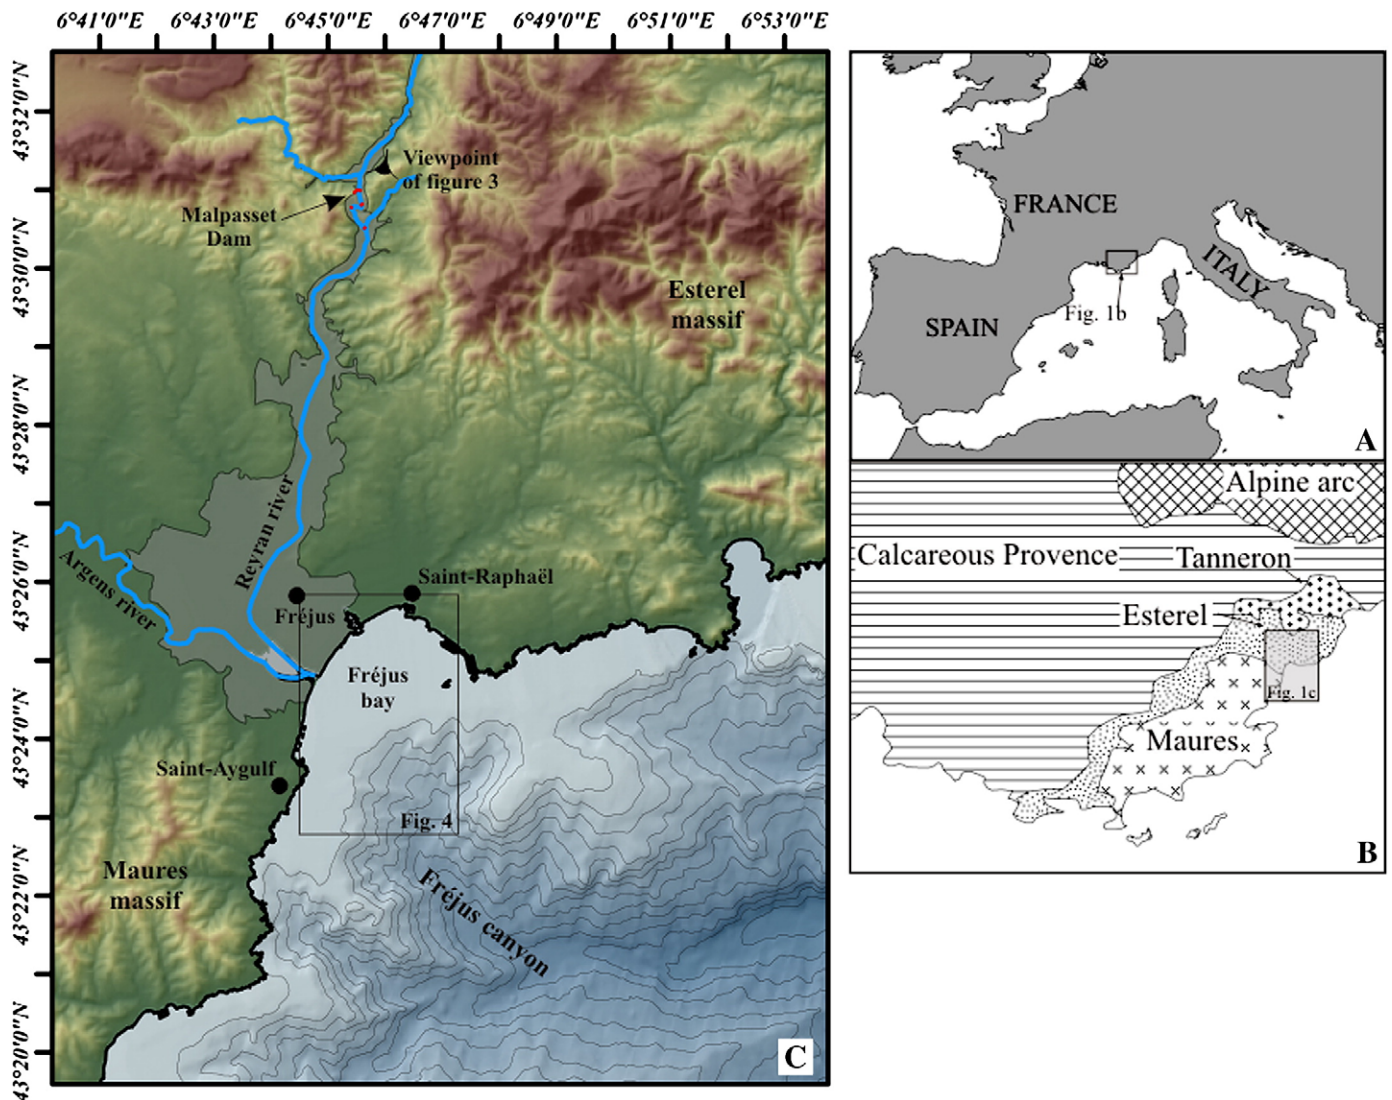 6°41'0"E 6°43'0"E 6°45'0"E 6°47'0"E 6°49'0"E 6°51'0"E 6°53'0"E
43°32'0"N
43°30'0"N
43°28'0"N
43°26'0"N
43°24'0"N
43°22'0"N
43°20'0"N
Viewpoint
of figure 3
Malpasset
Dam
Esterel
massif
Reyran river
Argens river
Saint-Raphaël
Fréjus
Fréjus
bay
Saint-Aygulf
Fig. 4
Maures
massif
Fréjus canyon
C
FRANCE
ITALY
Fig. 1b
SPAIN
A
Alpine arc
Calcareous Provence
Tanneron
Esterel
Fig. 1c
Maures
B